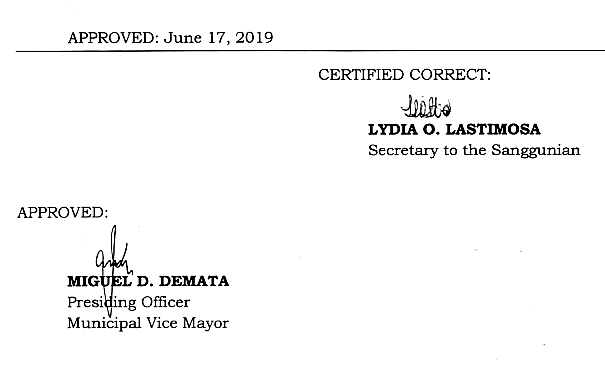 APPROVED: June 17, 2019
CERTIFIED CORRECT:
LYDIA O. LASTIMOSA
Secretary to the Sanggunian
APPROVED:
MIGUEL D. DEMATA
Presiding Officer
Municipal Vice Mayor